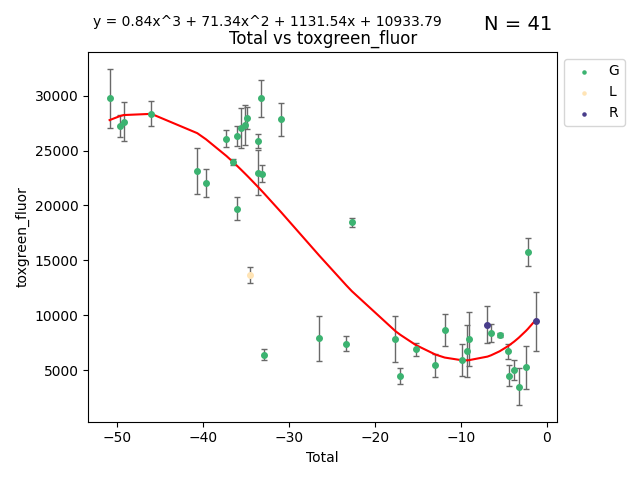 y = 0.84x^3 + 71.34x^2 + 1131.54x + 10933.79
N = 41
Total vs toxgreen_fluor
G
L
R
toxgreen_fluor
30000
25000
20000
15000
10000
5000
−50
−40
−30
−20
−10
0
Total